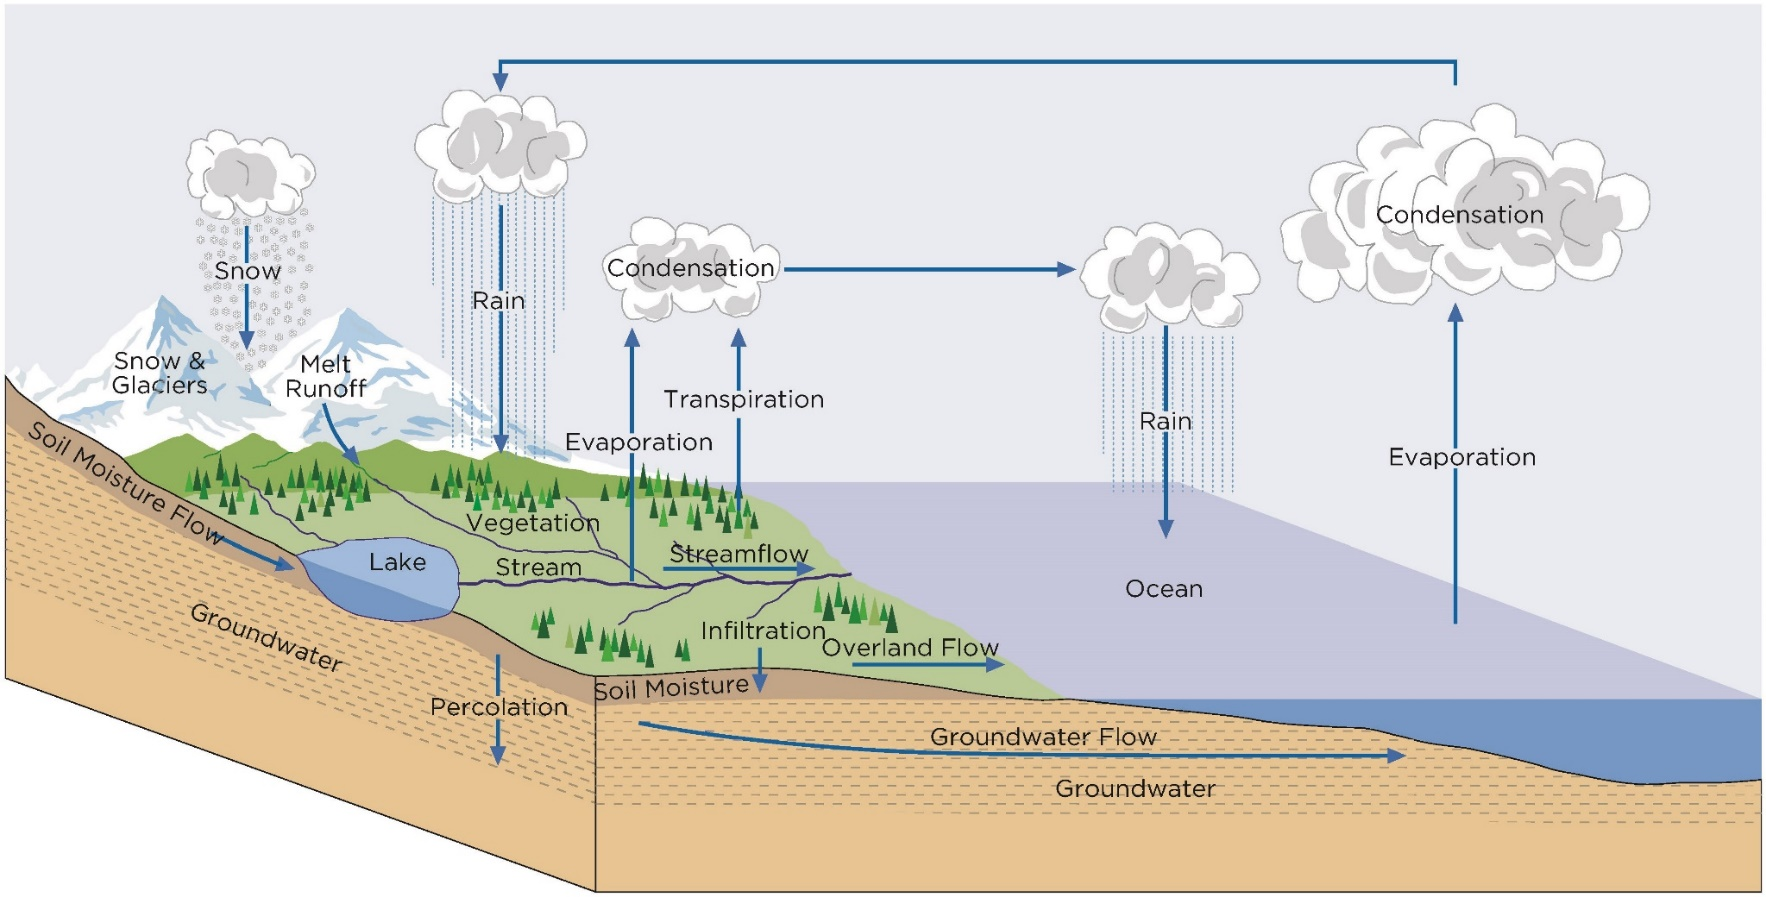 Condensation
Snow
Condensation
Rain
Snow &
Glaciers
Melt
Runoff
Transpiration
Rain
Evaporation
Evaporation
Soil Moisture Flow
Vegetation
Streamflow
Lake
Stream
Ocean
Groundwater
Infiltration
Overland Flow
Soil Moisture
Percolation
Groundwater Flow
Groundwater